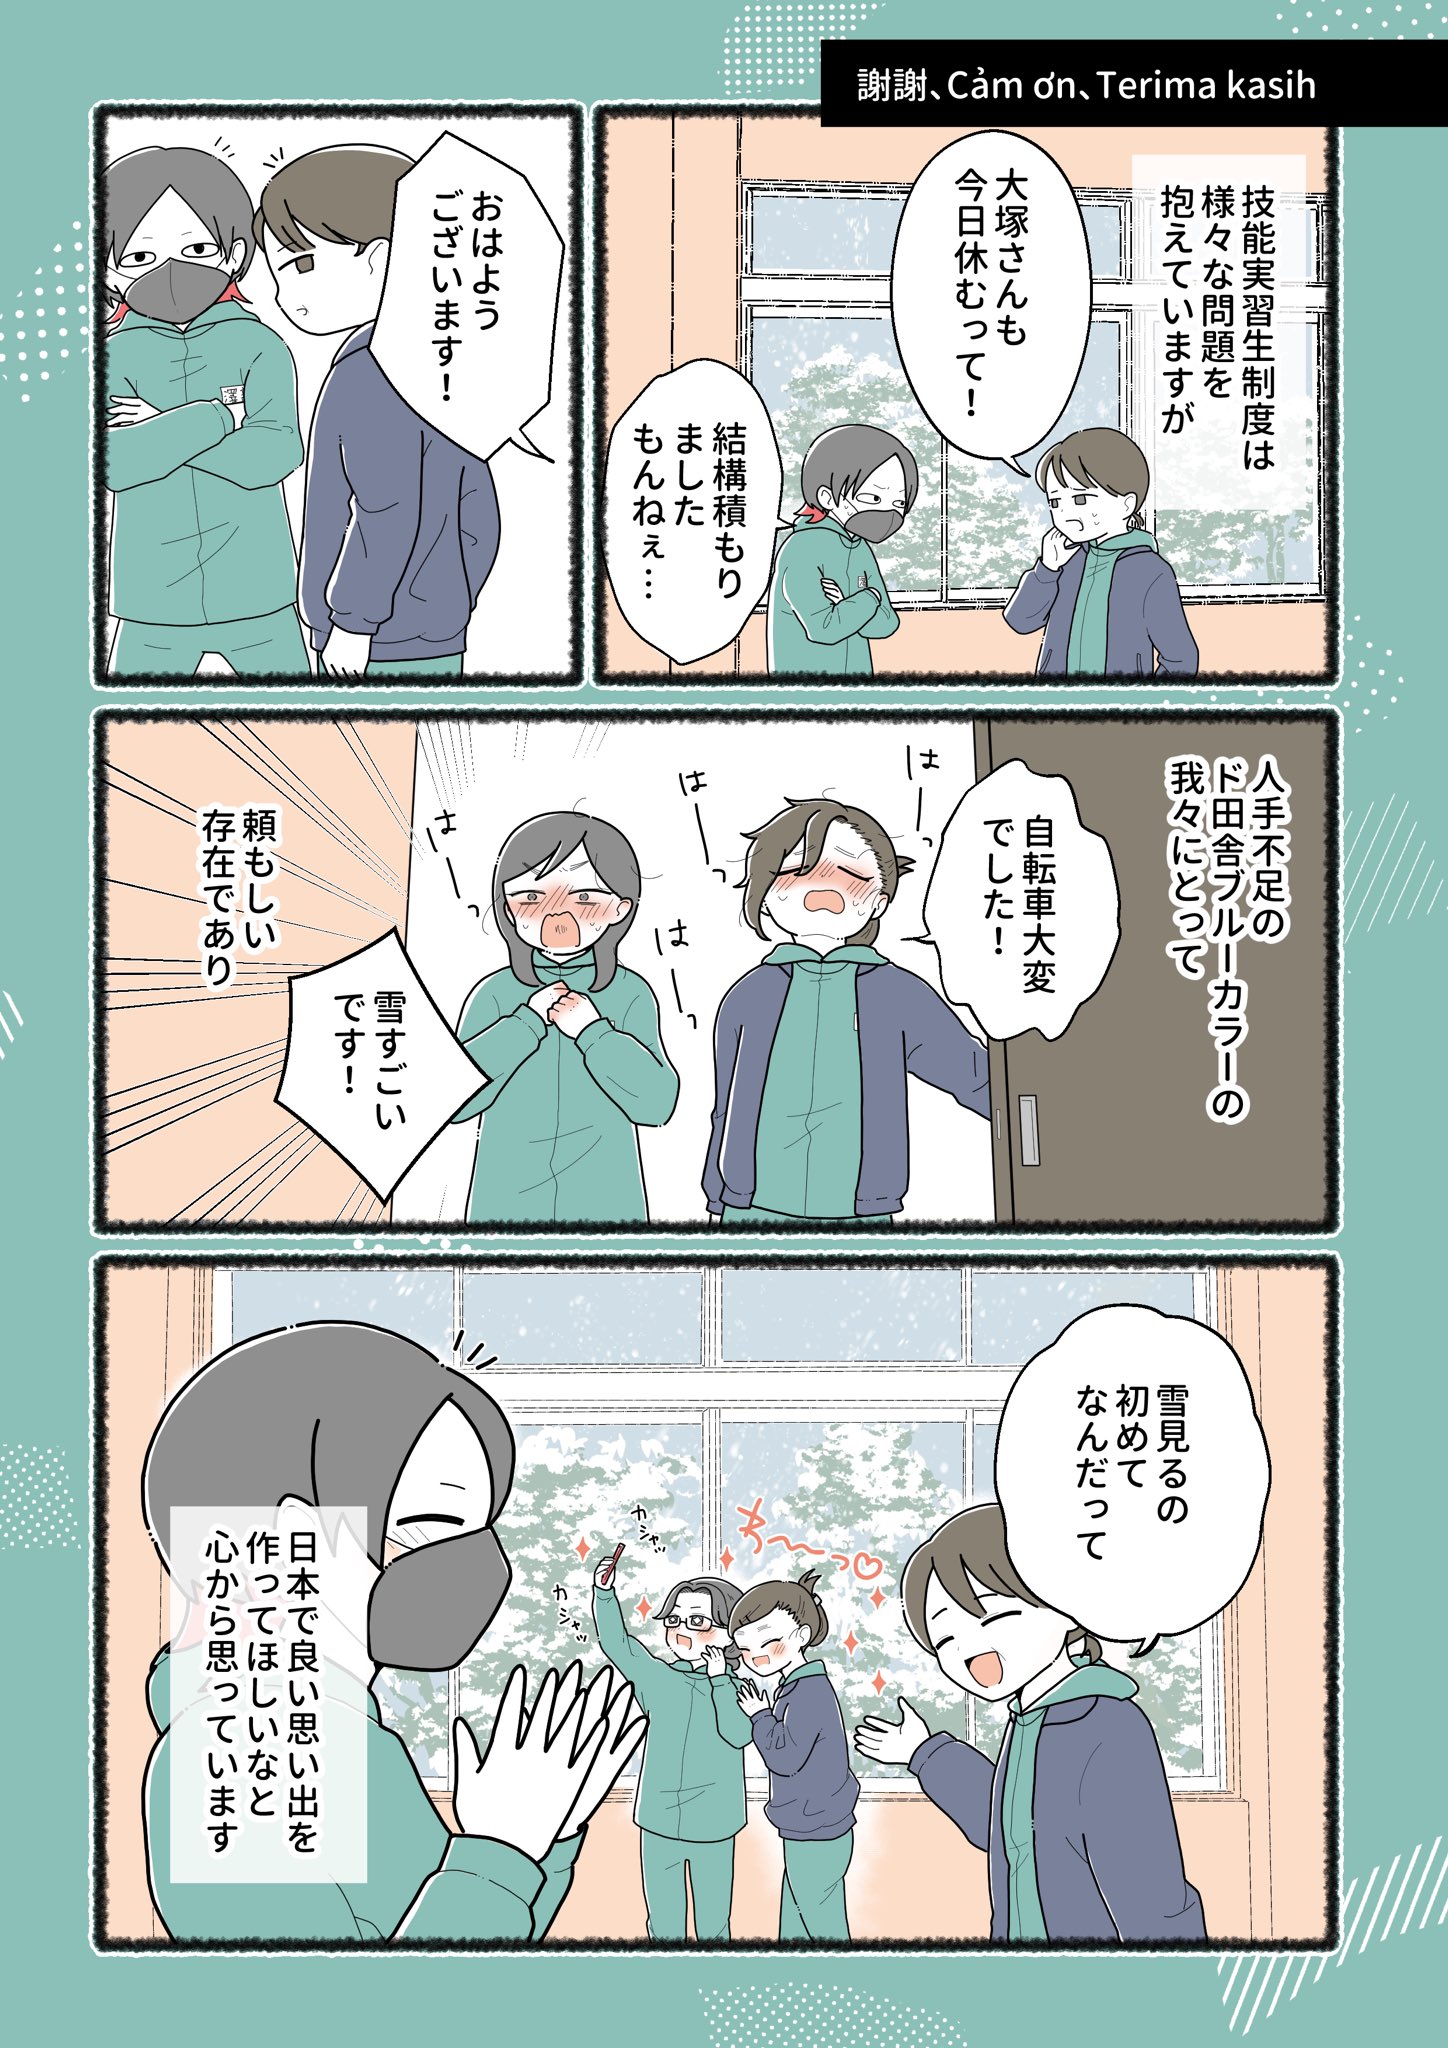 謝謝、Cảm ơn、Terima kasih
技能実習生制度は
様々な問題を
抱えていますが
大塚さんも
今日休むって！
結構積もり
ました
もんねぇ…
おはよう
ございます！
人手不足の
ド田舎ブルーカラーの
我々にとって
自転車大変
でした！
はーっ
はーっ
はーっ
はーっ
雪すごい
です！
頼もしい
存在であり
雪見るの
初めて
なんだって
カシャッ
カシャッ
日本で良い思い出を
作ってほしいなと
心から思っています